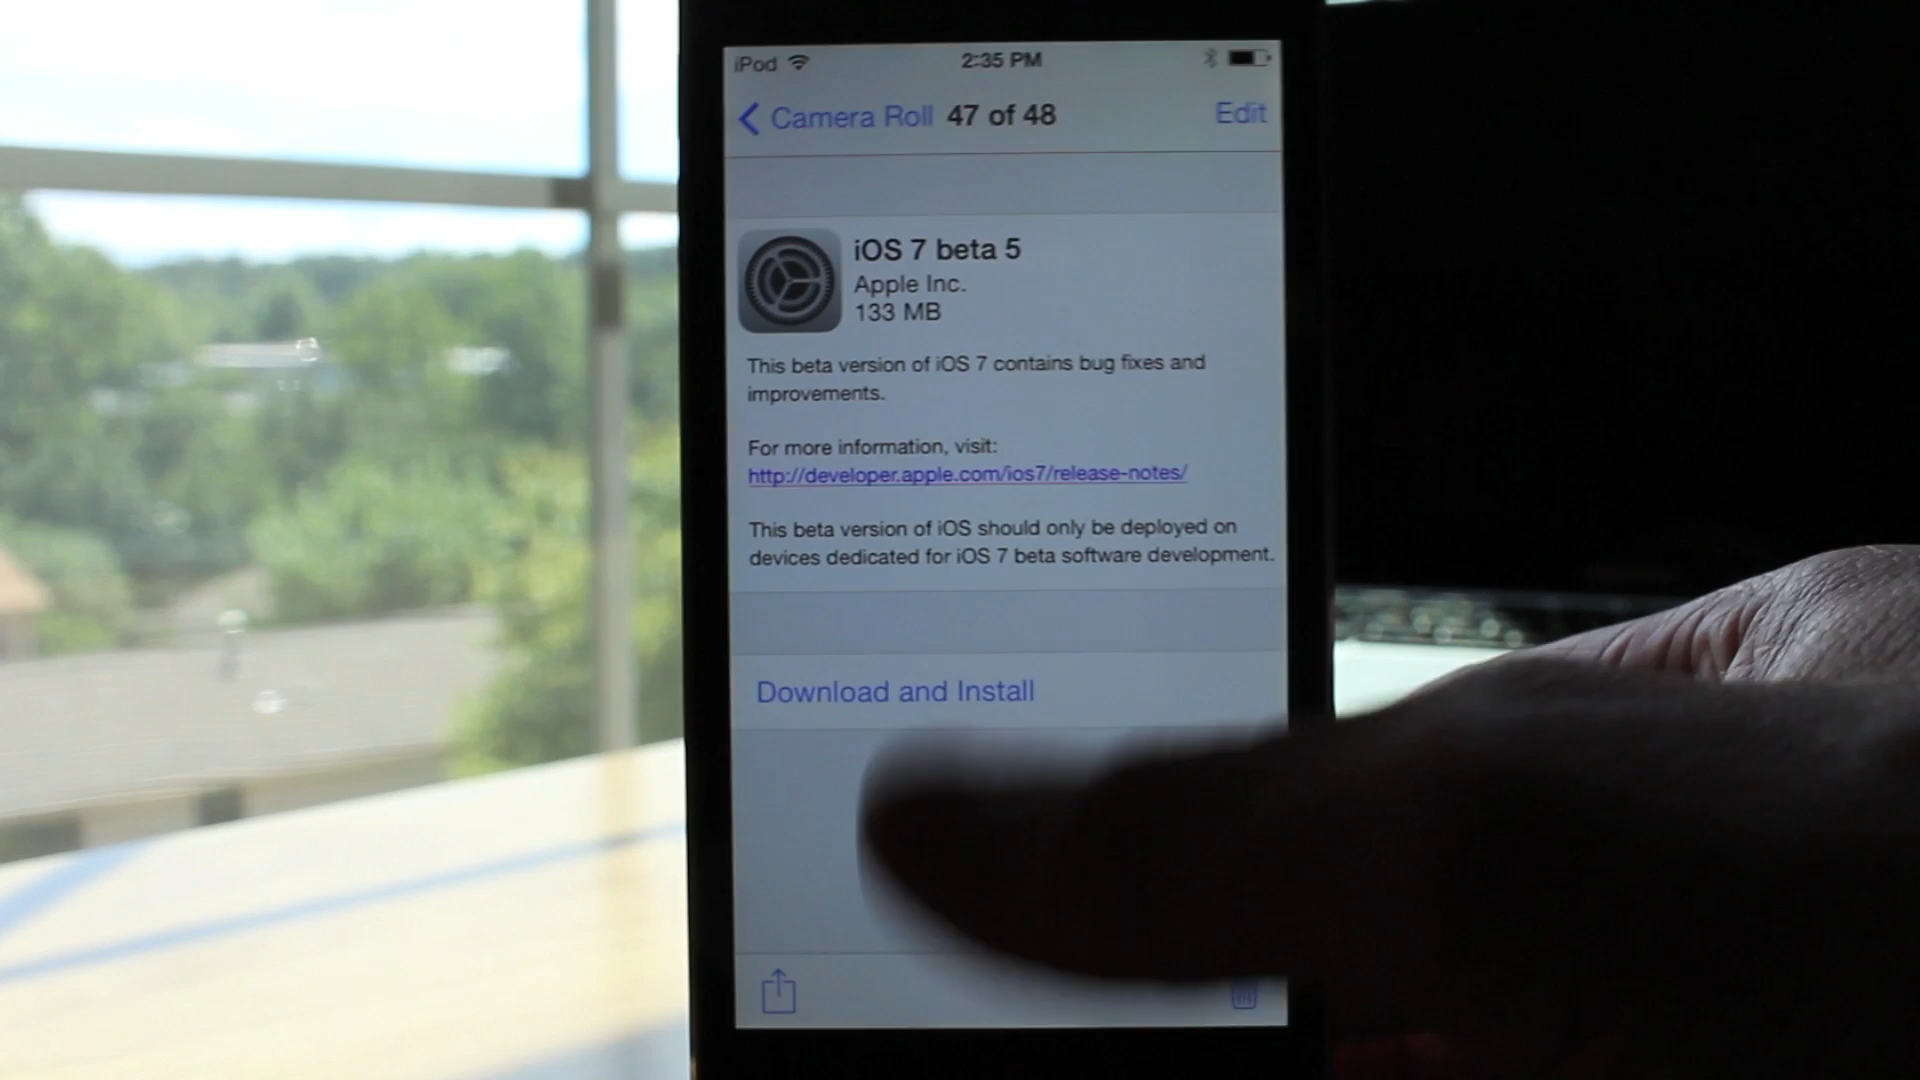 iPod 2:35 PM
Camera Roll 47 of 48 Edit
iOS 7 beta 5
Apple Inc.
133 MB
This beta version of iOS 7 contains bug fixes and
improvements.
For more information, visit:
http://developer.apple.com/ios7/release-notes/
This beta version of iOS should only be deployed on
devices dedicated for iOS 7 beta software development.
Download and Install